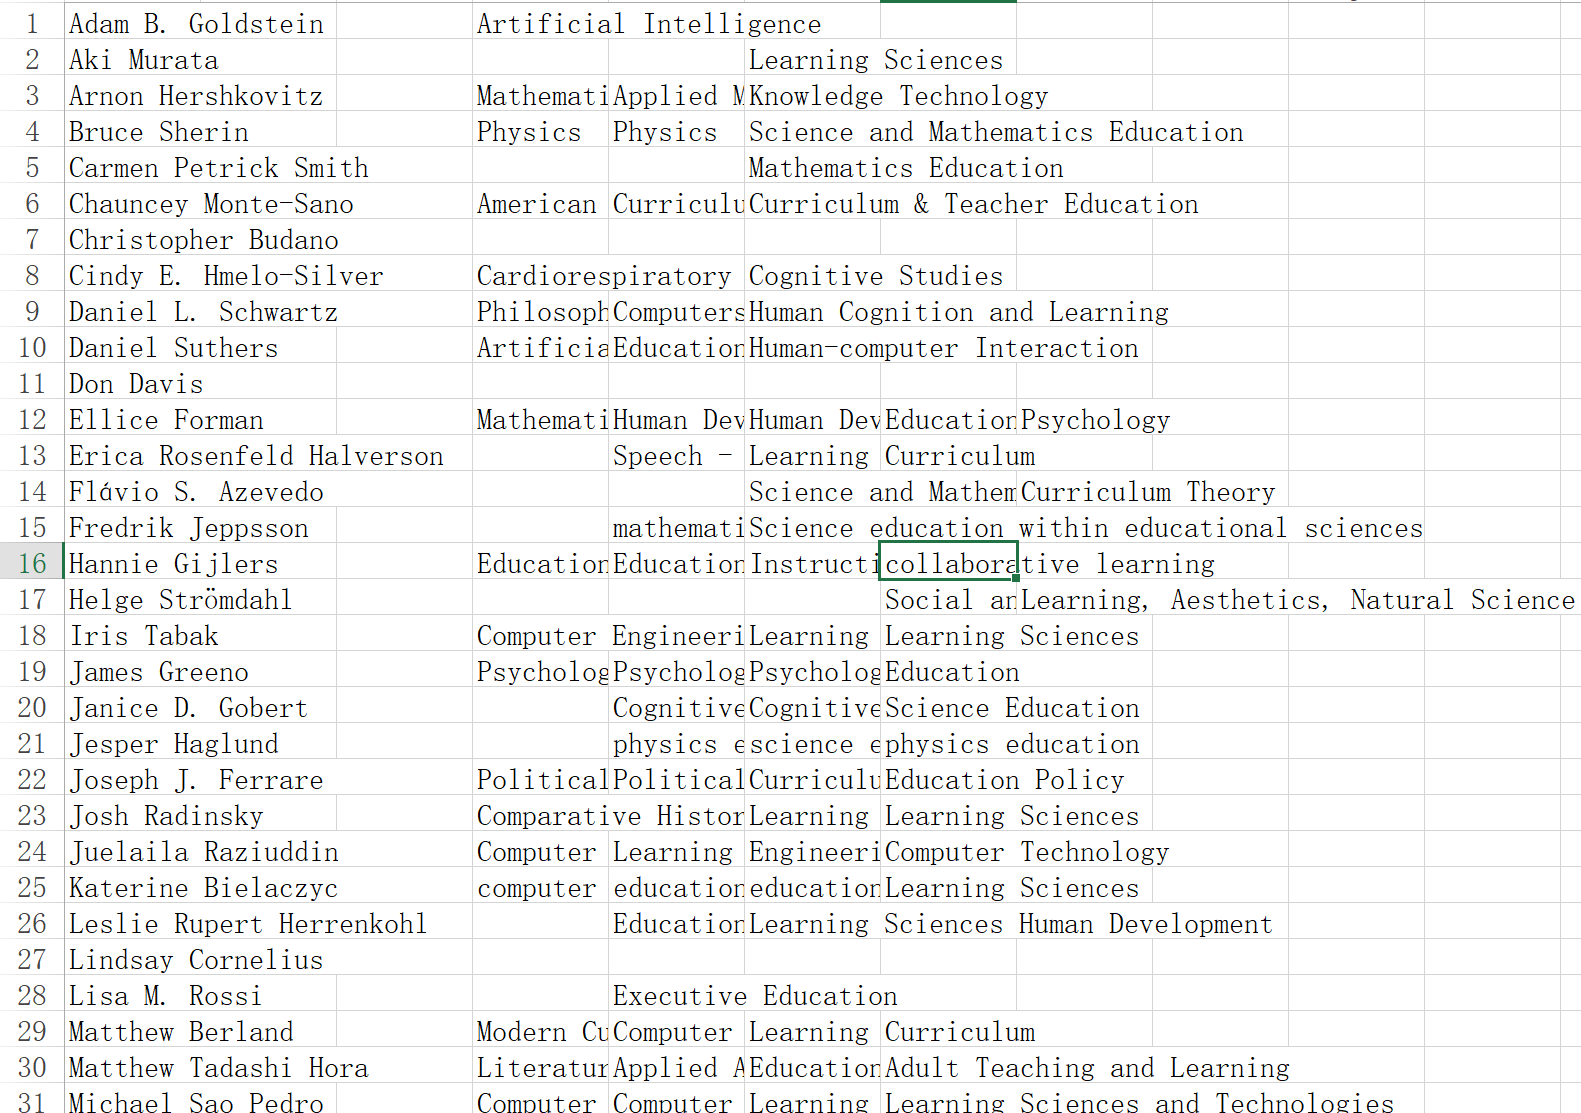 1 Adam B. Goldstein Artificial Intelligence
2 Aki Murata Learning Sciences
3 Arnon Hershkovitz Mathemati Applied M Knowledge Technology
4 Bruce Sherin Physics Physics Science and Mathematics Education
5 Carmen Petrick Smith Mathematics Education
6 Chauncey Monte-Sano American Curriculu Curriculum & Teacher Education
7 Christopher Budano
8 Cindy E. Hmelo-Silver Cardiorespiratory Cognitive Studies
9 Daniel L. Schwartz Philosoph Computers Human Cognition and Learning
10 Daniel Suthers Artificia Education Human-computer Interaction
11 Don Davis
12 Ellice Forman Mathemati Human Dev Human Dev Education Psychology
13 Erica Rosenfeld Halverson Speech - Learning Curriculum
14 Flávio S. Azevedo Science and Mathem Curriculum Theory
15 Fredrik Jeppsson mathemati Science education within educational sciences
16 Hannie Gijlers Education Education Instructi collaborative learning
17 Helge Strömdahl Social an Learning, Aesthetics, Natural Science
18 Iris Tabak Computer Engineeri Learning Learning Sciences
19 James Greeno Psycholog Psycholog Psycholog Education
20 Janice D. Gobert Cognitive Cognitive Science Education
21 Jesper Haglund physics e science e physics education
22 Joseph J. Ferrare Political Political Curriculu Education Policy
23 Josh Radinsky Comparative Histor Learning Learning Sciences
24 Juelaila Raziuddin Computer Learning Engineeri Computer Technology
25 Katerine Bielaczyc computer education education Learning Sciences
26 Leslie Rupert Herrenkohl Education Learning Sciences Human Development
27 Lindsay Cornelius
28 Lisa M. Rossi Executive Education
29 Matthew Berland Modern Cu Computer Learning Curriculum
30 Matthew Tadashi Hora Literatur Applied A Education Adult Teaching and Learning
31 Michael Sao Pedro Computer Computer Learning Learning Sciences and Technologies